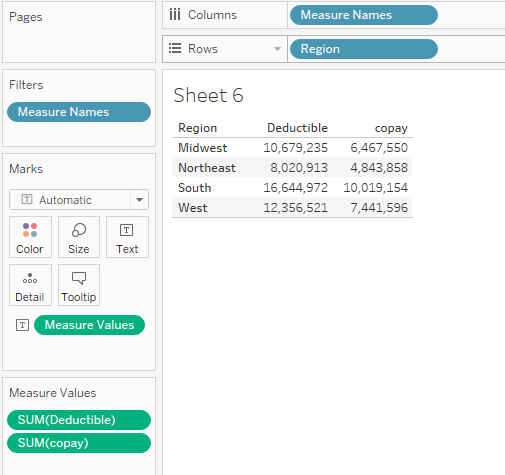 Pages
Columns
Measure Names
Rows
Region
Filters
Measure Names
Marks
T Automatic
Color
Size
T
Text
Detail
Tooltip
T Measure Values
Measure Values
SUM(Deductible)
SUM(copay)
Sheet 6
Region Deductible copay
Midwest 10,679,235 6,467,550
Northeast 8,020,913 4,843,858
South 16,644,972 10,019,154
West 12,356,521 7,441,596